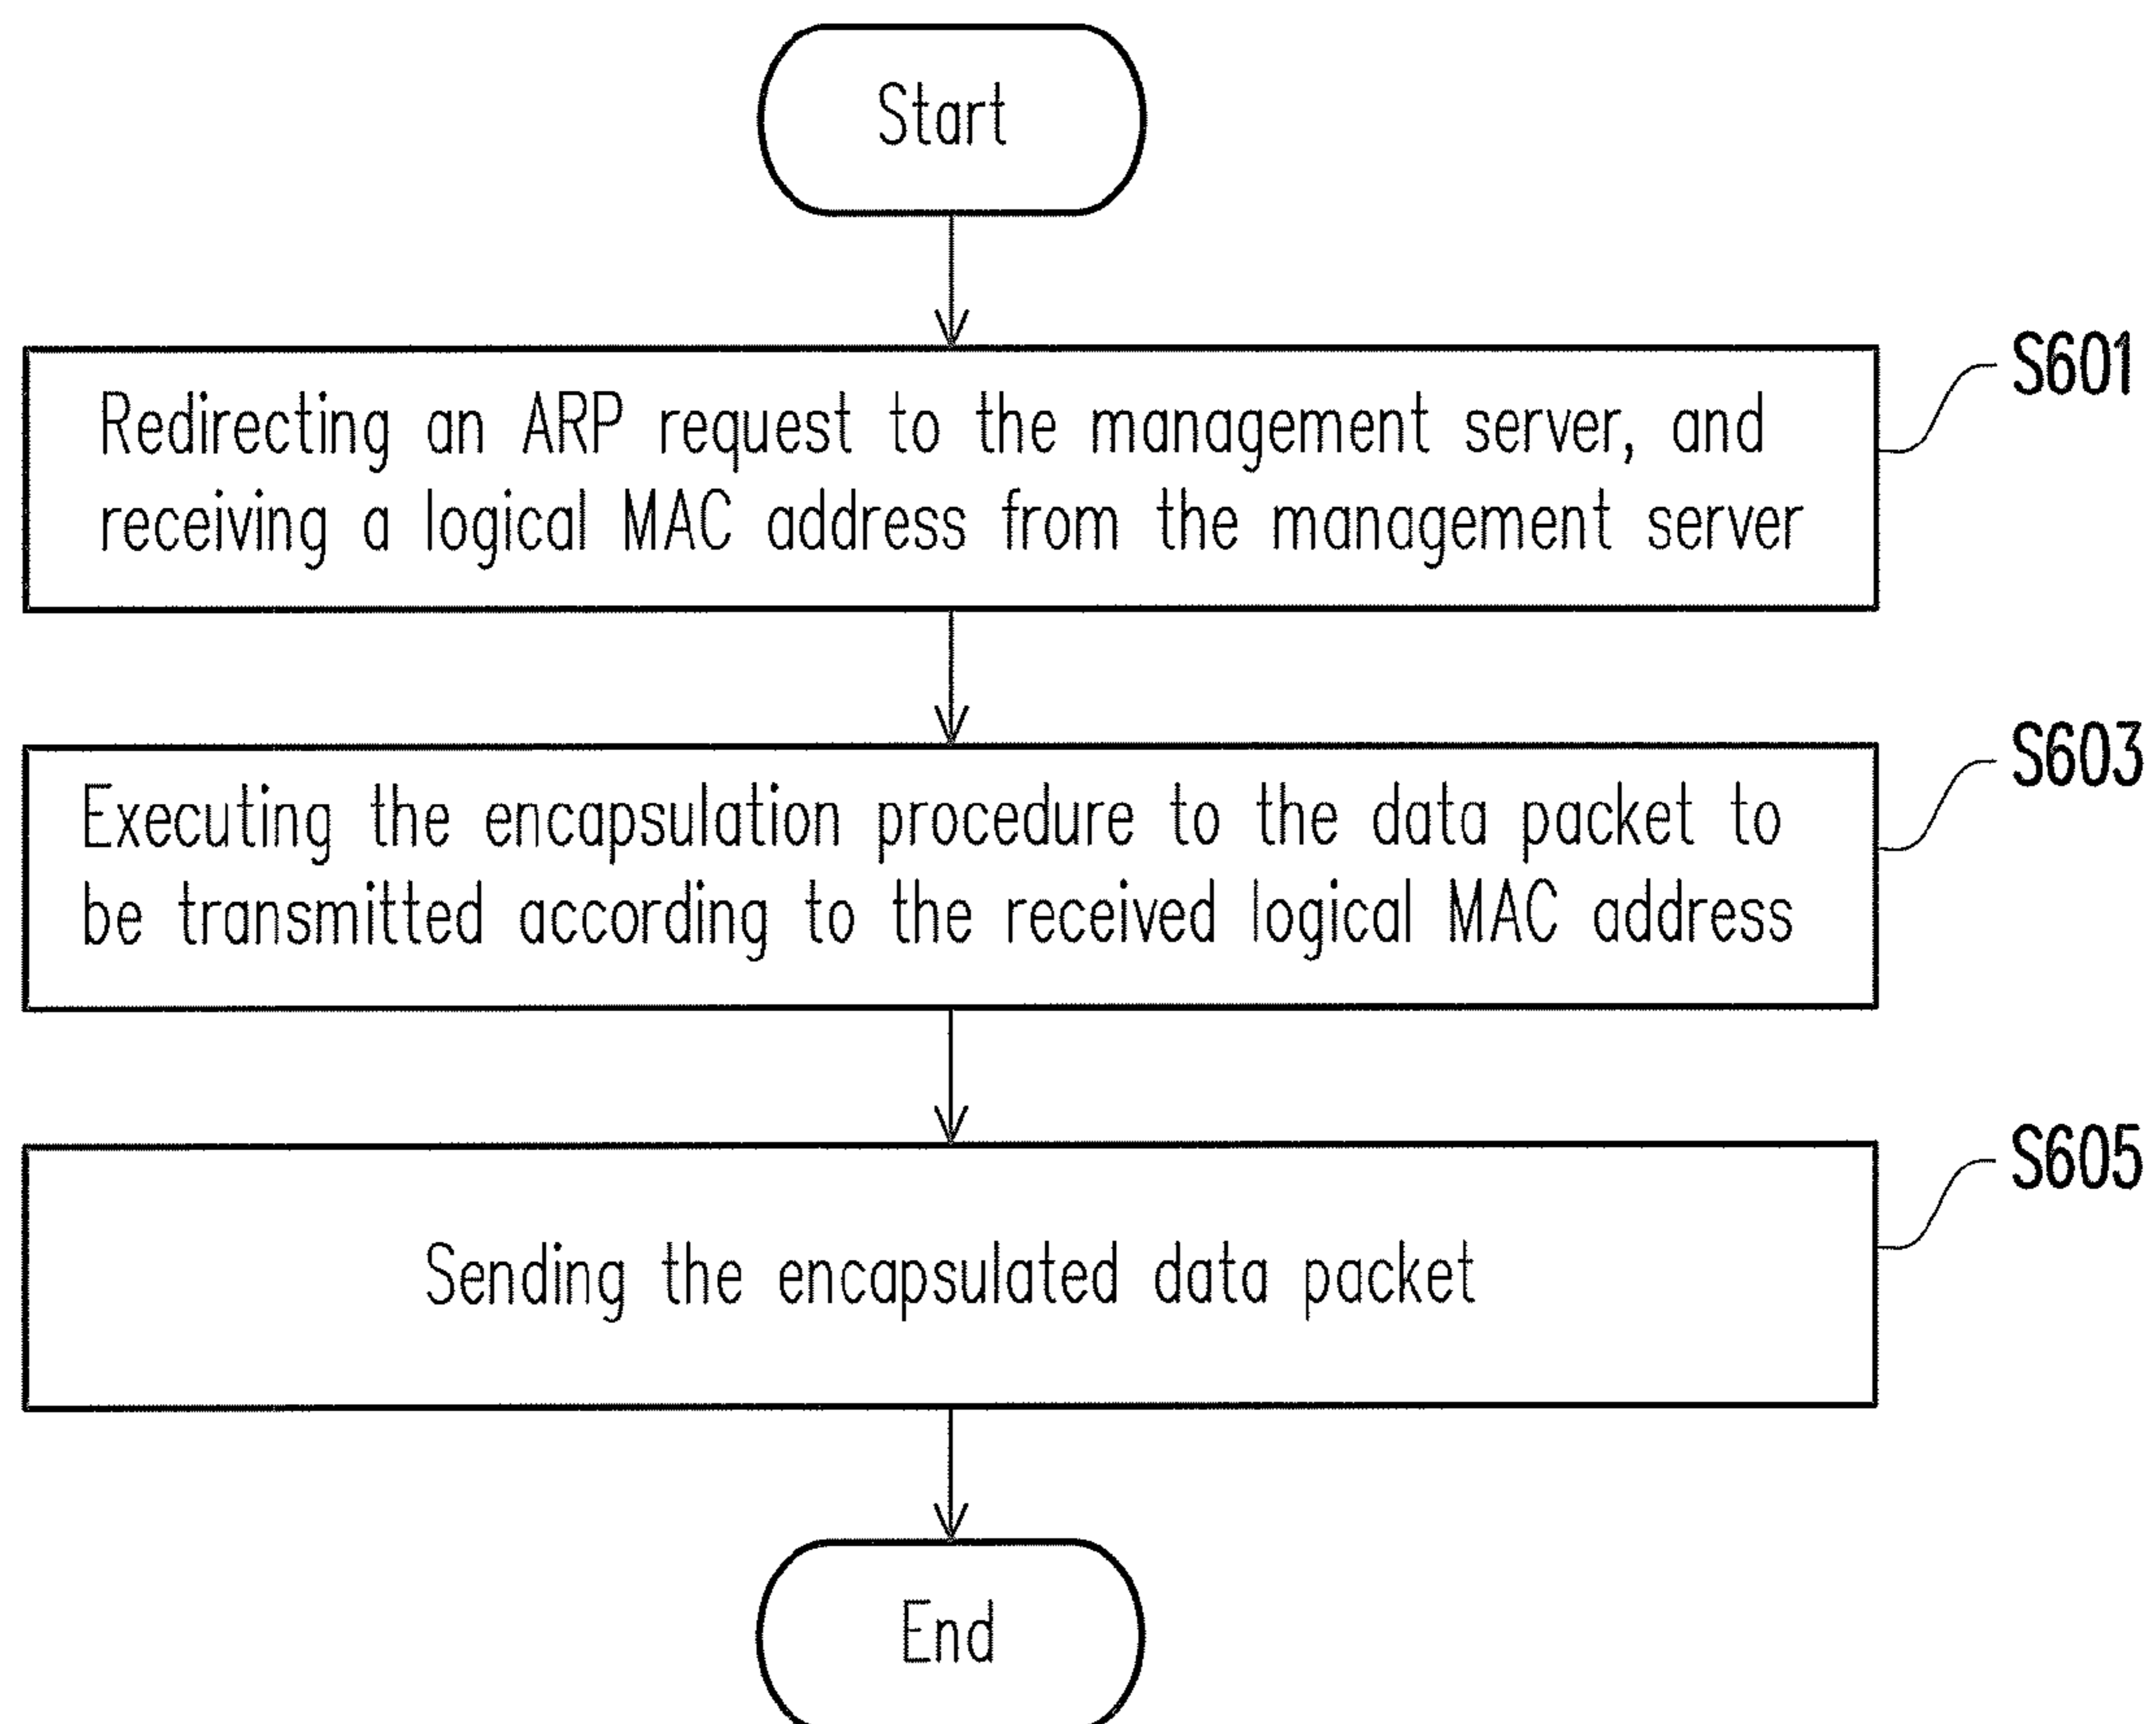 Start
S601
Redirecting an ARP request to the management server, and
receiving a logical MAC address from the management server
S603
Executing the encapsulation procedure to the data packet to
be transmitted according to the received logical MAC address
S605
Sending the encapsulated data packet
End